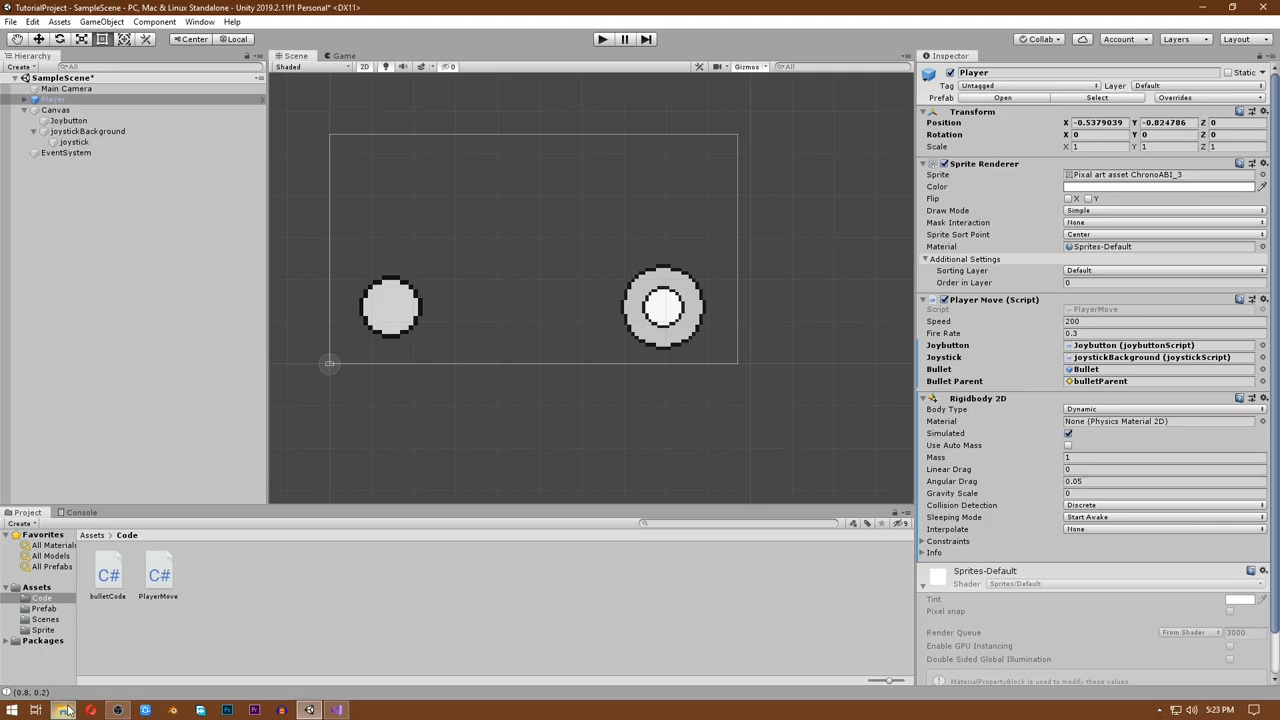 TutorialProject - SampleScene - PC, Mac & Linux Standalone - Unity 2019.2.11f1 Personal* <DX11>
File Edit Assets GameObject Component Window Help
Center Local Collab Account Layers Layout
Hierarchy
Create All
SampleScene*
Main Camera
Player
Canvas
Joybutton
joystickBackground
joystick
EventSystem
Scene Game
Shaded 2D 0 Gizmos All
Inspector
Player Static
Tag Untagged Layer Default
Prefab Open Select Overrides
Transform
Position X -0.5379039 Y -0.824786 Z 0
Rotation X 0 Y 0 Z 0
Scale X 1 Y 1 Z 1
Sprite Renderer
Sprite Pixal art asset ChronoABI_3
Color
Flip X Y
Draw Mode Simple
Mask Interaction None
Sprite Sort Point Center
Material Sprites-Default
Additional Settings
Sorting Layer Default
Order in Layer 0
Player Move (Script)
Script PlayerMove
Speed 200
Fire Rate 0.3
Joybutton Joybutton (joybuttonScript)
Joystick joystickBackground (joystickScript)
Bullet Bullet
Bullet Parent bulletParent
Rigidbody 2D
Body Type Dynamic
Material None (Physics Material 2D)
Simulated
Use Auto Mass
Mass 1
Linear Drag 0
Angular Drag 0.05
Gravity Scale 0
Collision Detection Discrete
Sleeping Mode Start Awake
Interpolate None
Constraints
Info
Sprites-Default
Shader Sprites/Default
Tint
Pixel snap
Render Queue From Shader 3000
Enable GPU Instancing
Double Sided Global Illumination
MaterialPropertyBlock is used to modify these values
Project Console
Create 9
Favorites
All Materials
All Models
All Prefabs
Assets
Code
Prefab
Scenes
Sprite
Packages
Assets Code
C# C#
bulletCode PlayerMove
(0.8, 0.2)
Ps Pr
5:23 PM